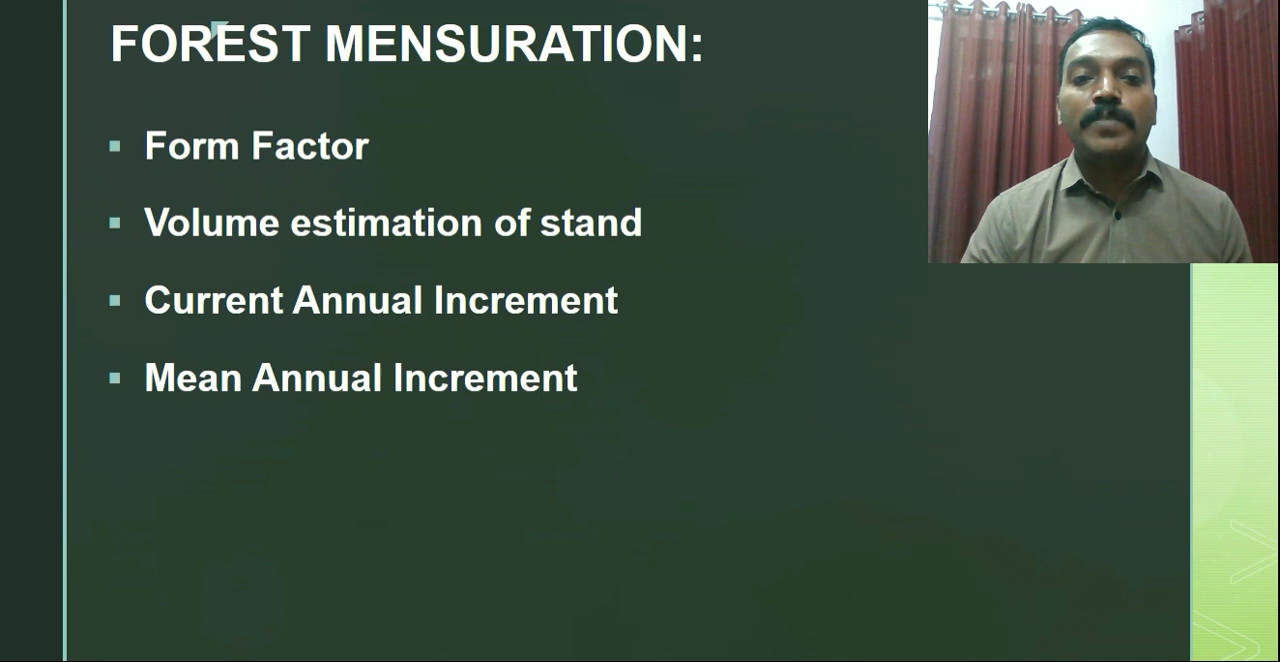 FOREST MENSURATION:
Form Factor
Volume estimation of stand
Current Annual Increment
Mean Annual Increment